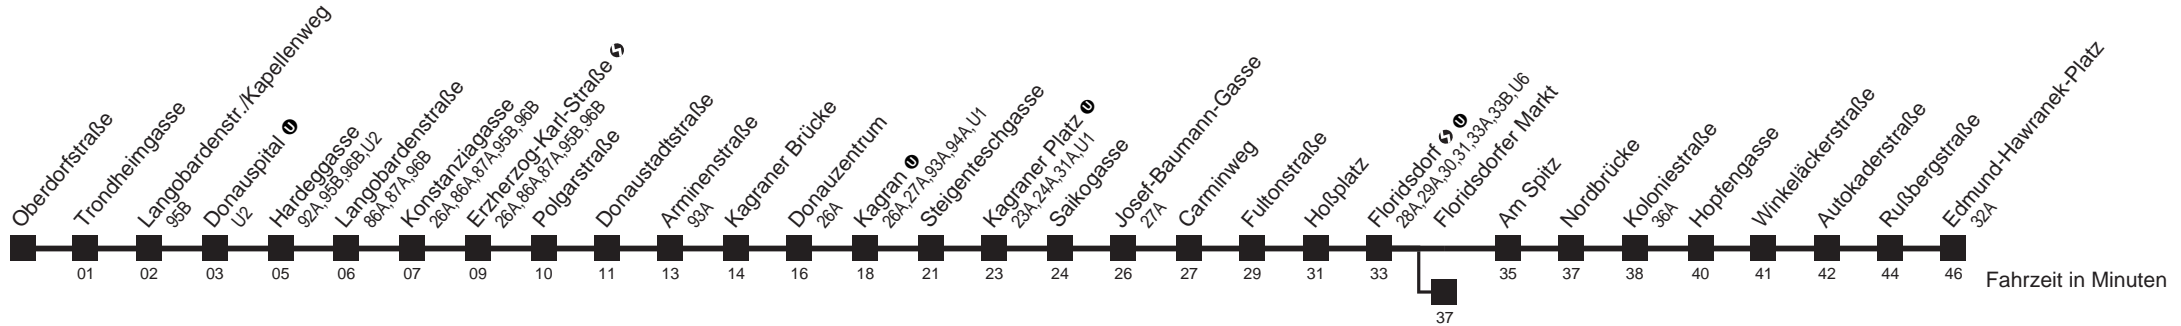 Oberdorfstraße
Trondheimgasse
01
Langobardenstr./Kapellenweg
95B
02
Donauspital U
U2
03
Hardeggasse
92A,95B,96B,U2
05
Langobardenstraße
86A,87A,96B
06
Konstanziagasse
26A,86A,87A,95B,96B
07
Erzherzog-Karl-Straße S
26A,86A,87A,95B,96B
09
Polgarstraße
10
Donaustadtstraße
11
Arminenstraße
93A
13
Kagraner Brücke
14
Donauzentrum
26A
16
Kagran U
26A,27A,93A,94A,U1
18
Steigenteschgasse
21
Kagraner Platz U
23A,24A,31A,U1
23
Saikogasse
24
Josef-Baumann-Gasse
27A
26
Carminweg
27
Fultonstraße
29
Hoßplatz
31
Floridsdorf S U
28A,29A,30,31,33A,33B,U6
33
Floridsdorfer Markt
37
Am Spitz
35
Nordbrücke
37
Koloniestraße
36A
38
Hopfengasse
40
Winkeläckerstraße
41
Autokaderstraße
42
Rußbergstraße
44
Edmund-Hawranek-Platz
32A
46
Fahrzeit in Minuten